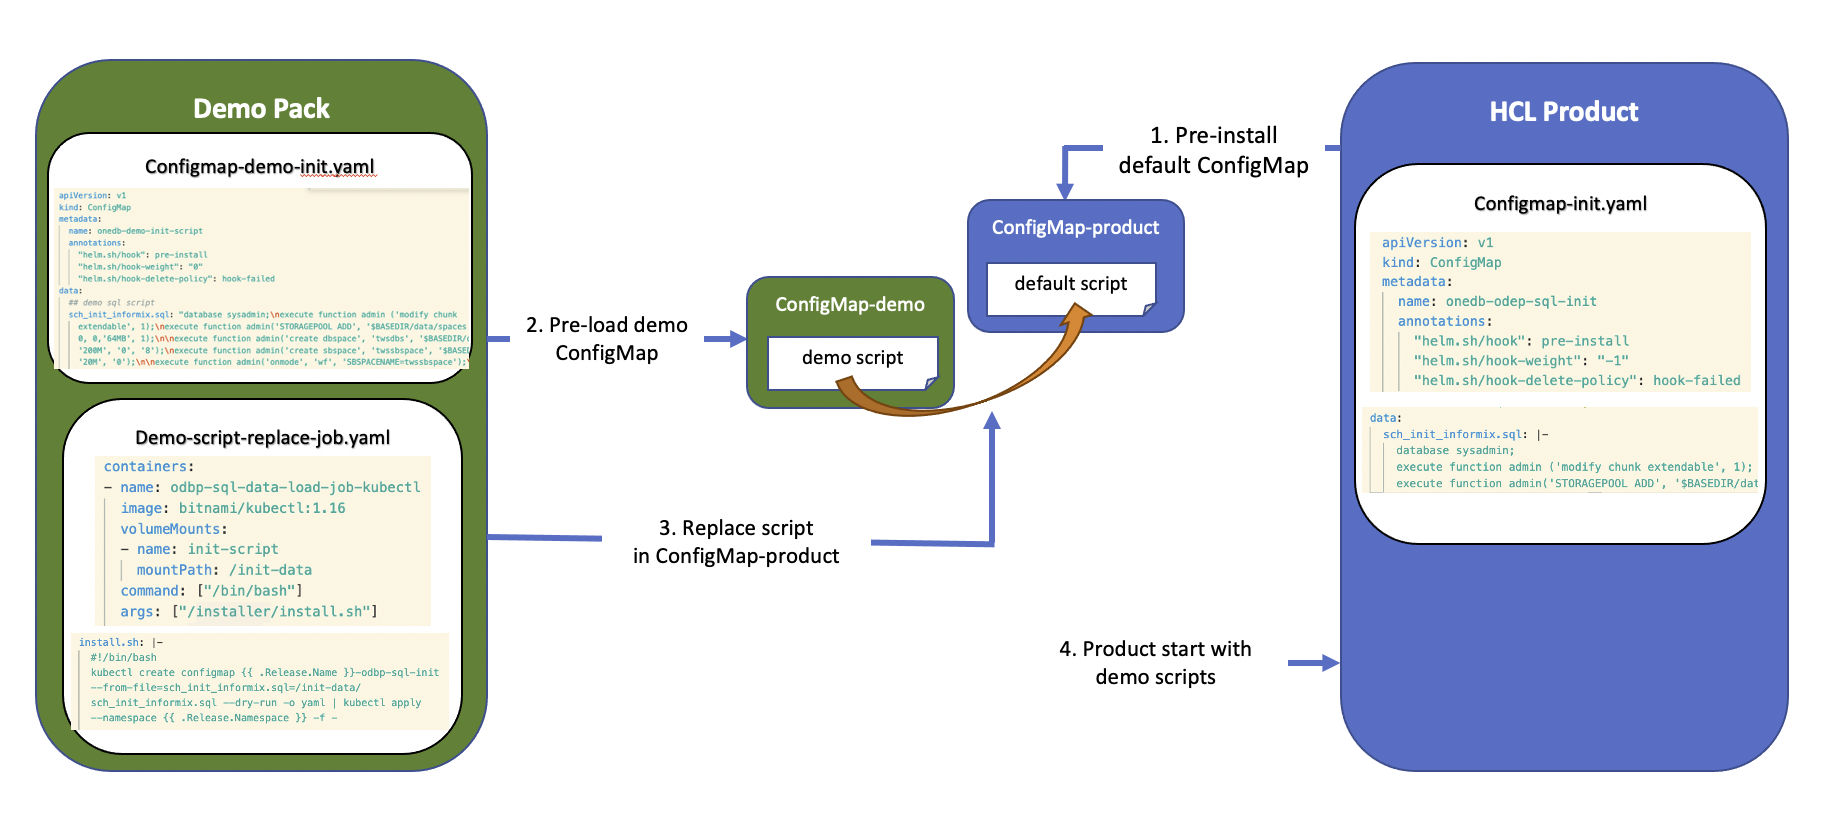 Demo Pack
Configmap-demo-init.yaml
apiVersion: v1
kind: ConfigMap
metadata:
name: onedb-demo-init-script
annotations:
"helm.sh/hook": pre-install
"helm.sh/hook-weight": "0"
"helm.sh/hook-delete-policy": hook-failed
data:
## demo sql script
sch_init_informix.sql: "database sysadmin;\nexecute function admin ('modify chunk
extendable', 1);\nexecute function admin('STORAGEPOOL ADD', '$BASEDIR/data/spaces
0, 0,'64MB', 1);\n\nexecute function admin('create dbspace', 'twsdbs', '$BASEDIR/
'200M', '0', '8');\nexecute function admin('create sbspace', 'twssbspace', '$BASE
'20M', '0');\n\nexecute function admin('onmode', 'wf', 'SBSPACENAME=twssbspace');\
Demo-script-replace-job.yaml
containers:
- name: odbp-sql-data-load-job-kubectl
image: bitnami/kubectl:1.16
volumeMounts:
- name: init-script
mountPath: /init-data
command: ["/bin/bash"]
args: ["/installer/install.sh"]
install.sh: |-
#!/bin/bash
kubectl create configmap {{ .Release.Name }}-odbp-sql-init
--from-file=sch_init_informix.sql=/init-data/
sch_init_informix.sql --dry-run -o yaml | kubectl apply
--namespace {{ .Release.Namespace }} -f -
2. Pre-load demo
ConfigMap
ConfigMap-demo
demo script
1. Pre-install
default ConfigMap
ConfigMap-product
default script
3. Replace script
in ConfigMap-product
4. Product start with
demo scripts
HCL Product
Configmap-init.yaml
apiVersion: v1
kind: ConfigMap
metadata:
name: onedb-odep-sql-init
annotations:
"helm.sh/hook": pre-install
"helm.sh/hook-weight": "-1"
"helm.sh/hook-delete-policy": hook-failed
data:
sch_init_informix.sql: |-
database sysadmin;
execute function admin ('modify chunk extendable', 1);
execute function admin('STORAGEPOOL ADD', '$BASEDIR/dat